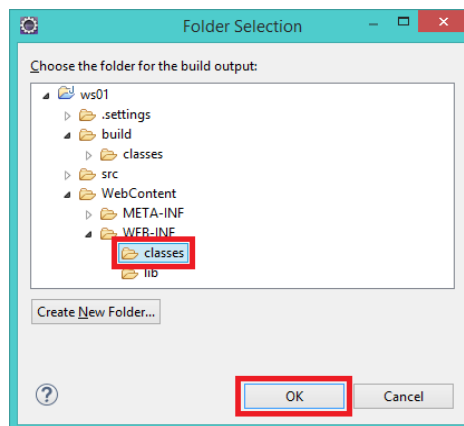 Folder Selection
Choose the folder for the build output:
ws01
.settings
build
classes
src
WebContent
META-INF
WEB-INF
classes
lib
Create New Folder...
OK
Cancel